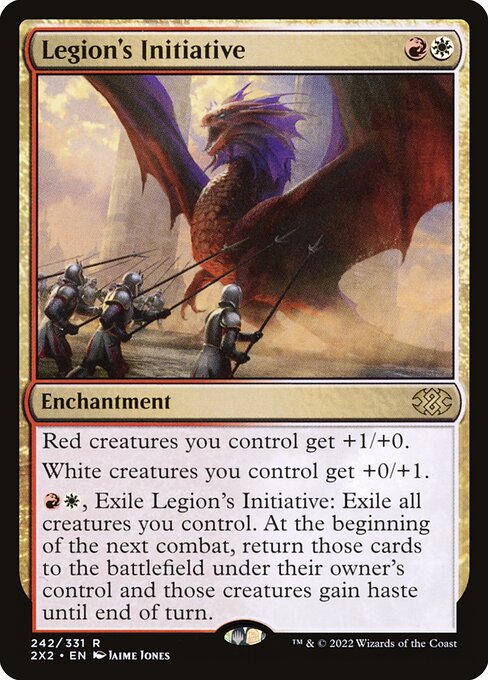 Legion's Initiative
Enchantment
Red creatures you control get +1/+0.
White creatures you control get +0/+1.
, Exile Legion's Initiative: Exile all
creatures you control. At the beginning
of the next combat, return those cards
to the battlefield under their owner's
control and those creatures gain haste
until end of turn.
242/331 R
2X2 • EN Jaime Jones
™ & © 2022 Wizards of the Coast